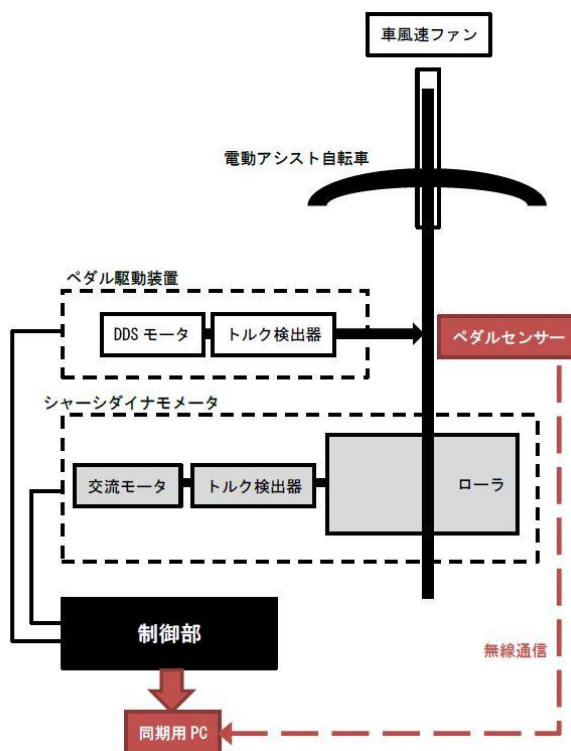 車風速ファン
電動アシスト自転車
ペダル駆動装置
DDS モータ
トルク検出器
ペダルセンサー
シャーシダイナモメータ
交流モータ
トルク検出器
ローラ
制御部
無線通信
同期用 PC